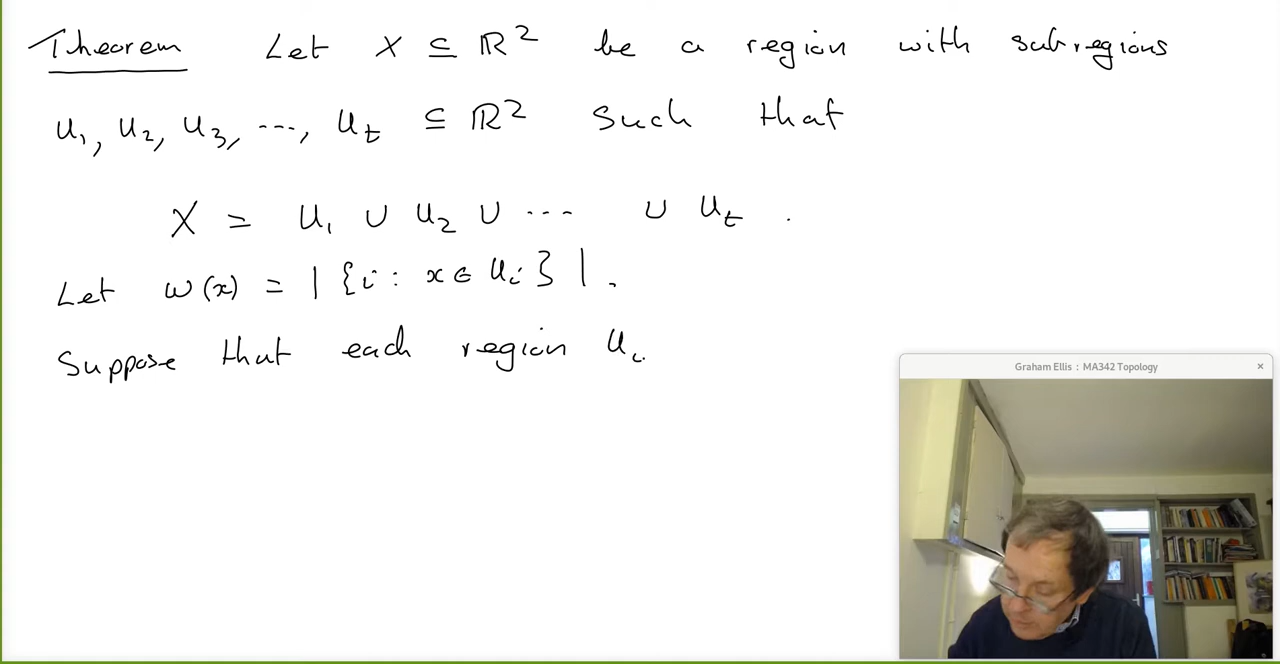 Theorem Let X ⊆ ℝ² be a region with subregions
U₁, U₂, U₃, ..., Uₜ ⊆ ℝ² such that
X = U₁ ∪ U₂ ∪ ... ∪ Uₜ .
Let w(x) = | {i : x ∈ Uᵢ } | .
Suppose that each region Uᵢ
Graham Ellis : MA342 Topology ×